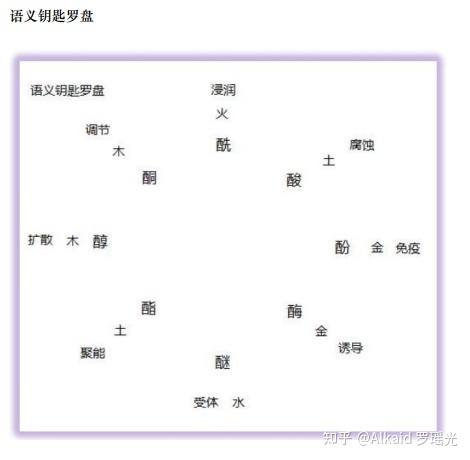 语义钥匙罗盘
语义钥匙罗盘
浸润
火
酰
调节
木
酮
腐蚀
土
酸
扩散 木 醇
酚 金 免疫
酯
土
聚能
酶
金
诱导
醚
受体 水
知乎 @Alkaid 罗瑶光